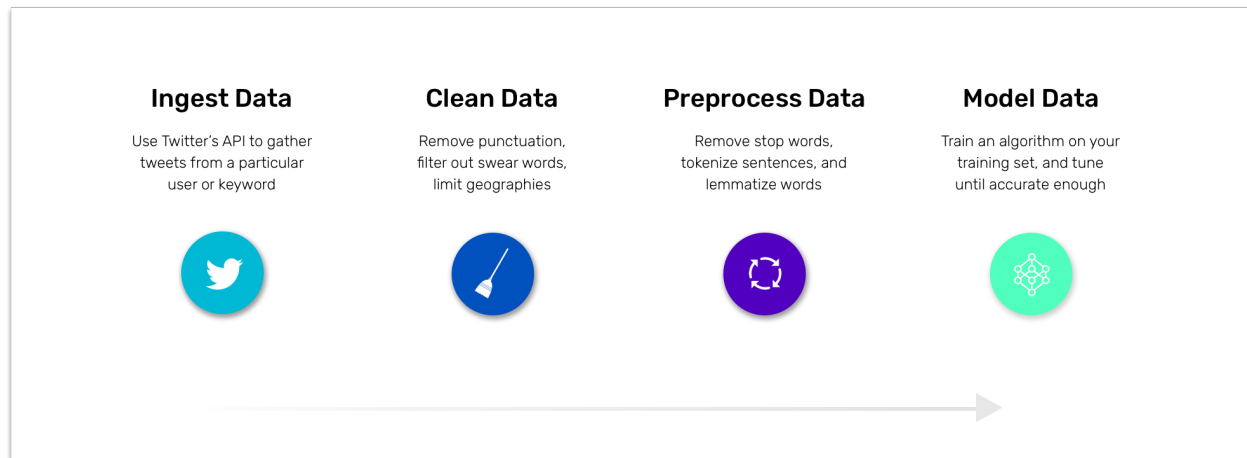 Ingest Data
Use Twitter's API to gather
tweets from a particular
user or keyword
Clean Data
Remove punctuation,
filter out swear words,
limit geographies
Preprocess Data
Remove stop words,
tokenize sentences, and
lemmatize words
Model Data
Train an algorithm on your
training set, and tune
until accurate enough